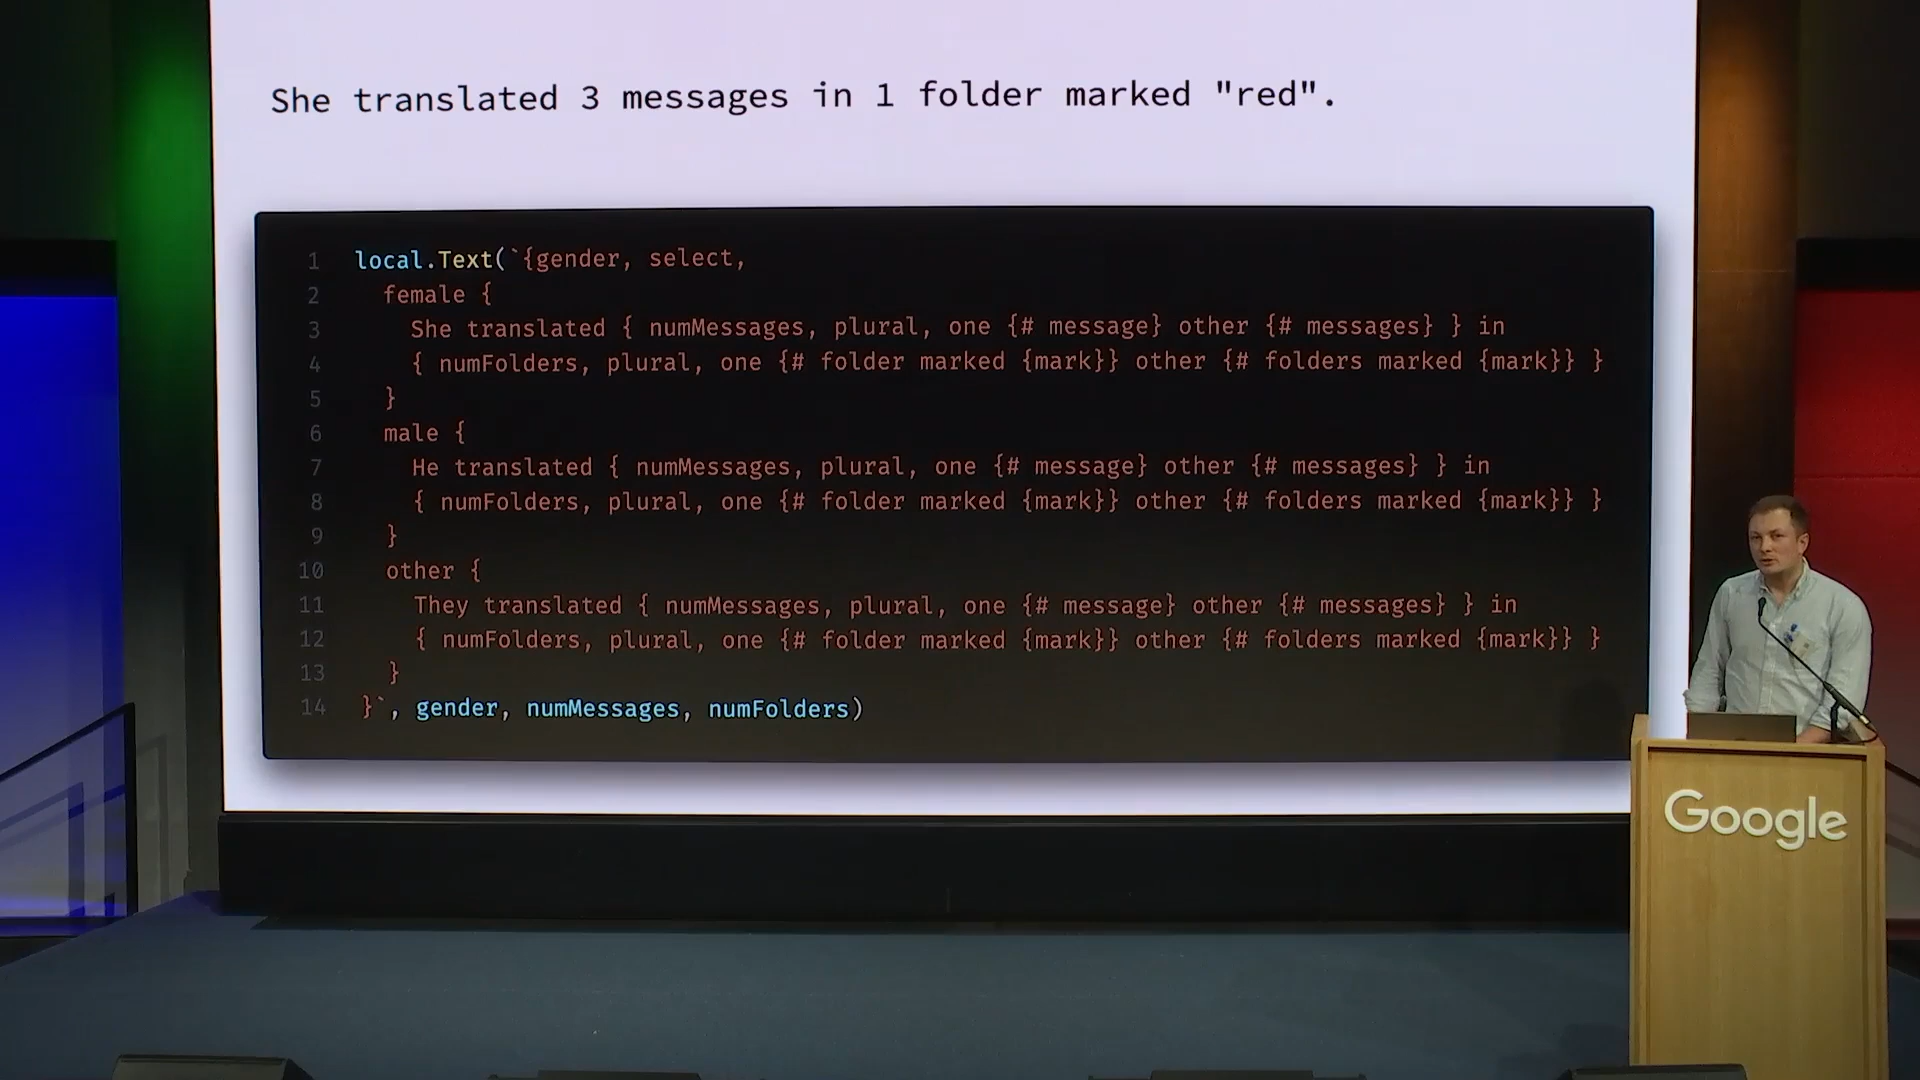 She translated 3 messages in 1 folder marked "red".
1 local.Text(`{gender, select,
2 female {
3 She translated { numMessages, plural, one {# message} other {# messages} } in
4 { numFolders, plural, one {# folder marked {mark}} other {# folders marked {mark}} }
5 }
6 male {
7 He translated { numMessages, plural, one {# message} other {# messages} } in
8 { numFolders, plural, one {# folder marked {mark}} other {# folders marked {mark}} }
9 }
10 other {
11 They translated { numMessages, plural, one {# message} other {# messages} } in
12 { numFolders, plural, one {# folder marked {mark}} other {# folders marked {mark}} }
13 }
14 }`, gender, numMessages, numFolders)
Google